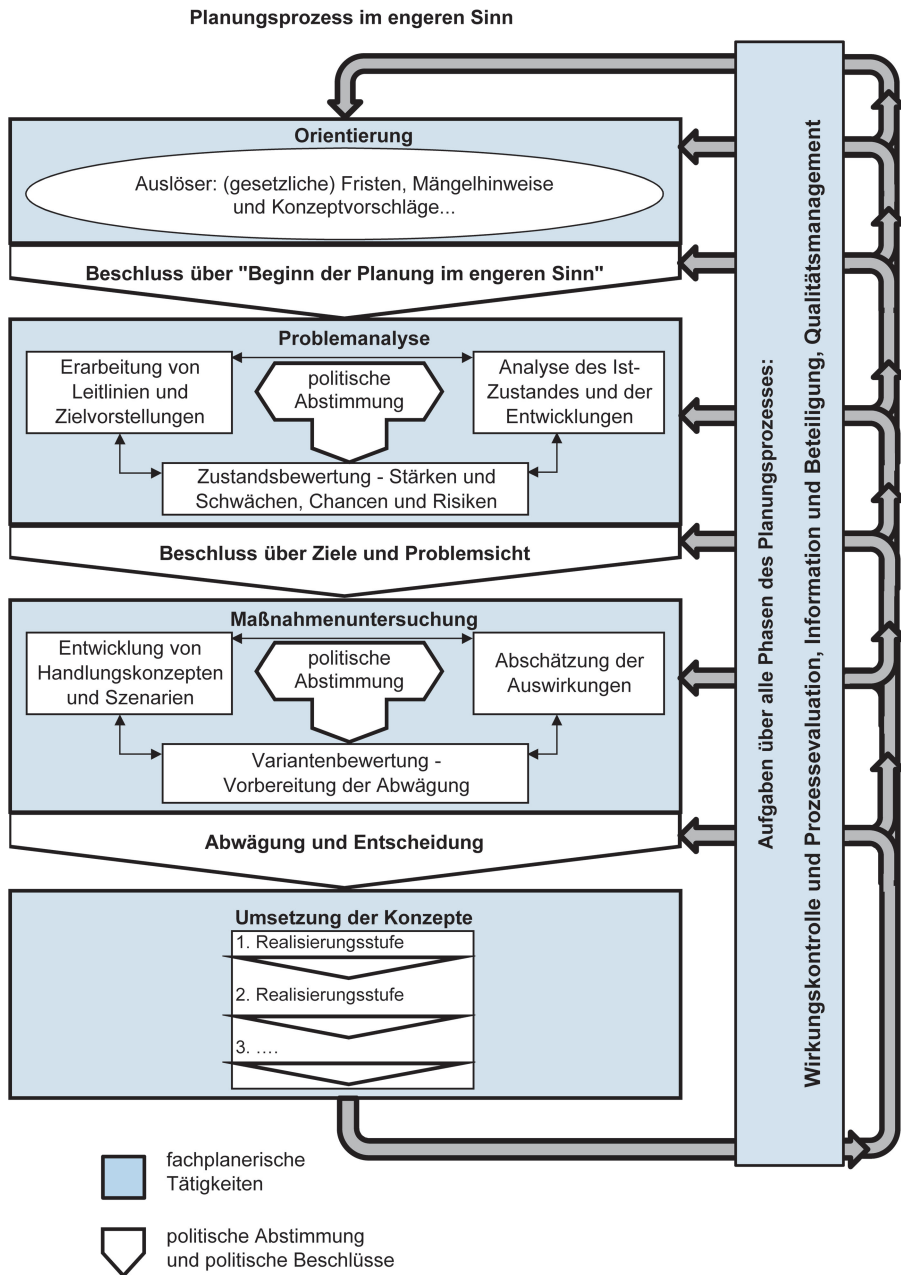 Planungsprozess im engeren Sinn
Orientierung
Auslöser: (gesetzliche) Fristen, Mängelhinweise
und Konzeptvorschläge...
Beschluss über "Beginn der Planung im engeren Sinn"
Problemanalyse
Erarbeitung von
Leitlinien und
Zielvorstellungen
politische
Abstimmung
Analyse des Ist-
Zustandes und der
Entwicklungen
Zustandsbewertung - Stärken und
Schwächen, Chancen und Risiken
Beschluss über Ziele und Problemsicht
Maßnahmenuntersuchung
Entwicklung von
Handlungskonzepten
und Szenarien
politische
Abstimmung
Abschätzung der
Auswirkungen
Variantenbewertung -
Vorbereitung der Abwägung
Abwägung und Entscheidung
Umsetzung der Konzepte
1. Realisierungsstufe
2. Realisierungsstufe
3. ....
Aufgaben über alle Phasen des Planungsprozesses:
Wirkungskontrolle und Prozessevaluation, Information und Beteiligung, Qualitätsmanagement
fachplanerische
Tätigkeiten
politische Abstimmung
und politische Beschlüsse